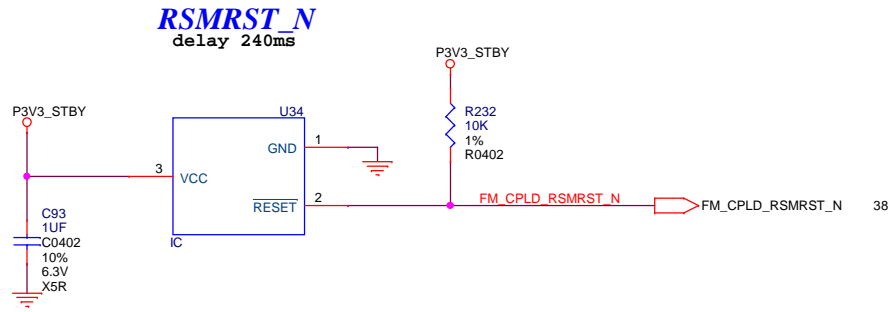 RSMRST_N
delay 240ms
P3V3_STBY
P3V3_STBY
U34
R232
10K
1%
R0402
GND
1
3
VCC
2
RESET
FM_CPLD_RSMRST_N
FM_CPLD_RSMRST_N
38
C93
1UF
C0402
10%
6.3V
X5R
IC